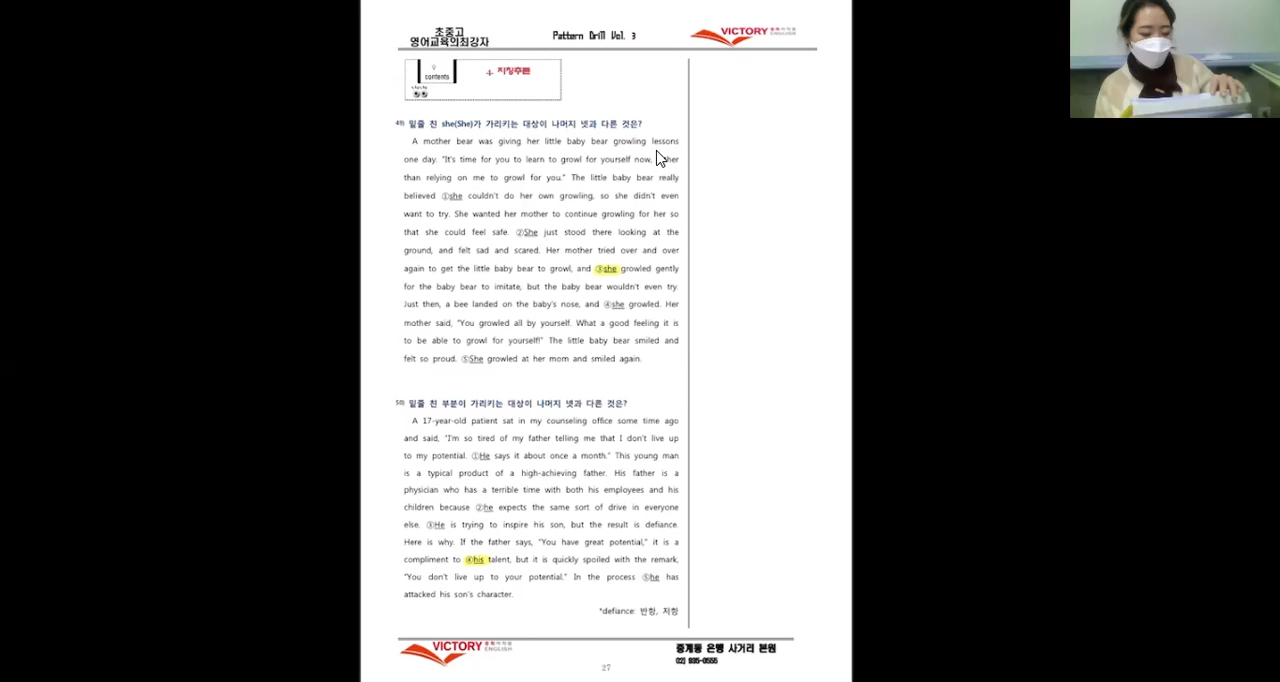 초중고
영어교육의최강자
Pattern Drill Vol. 3
VICTORY
ENGLISH
contents
+ 지칭추론
49) 밑줄 친 she(She)가 가리키는 대상이 나머지 넷과 다른 것은?
A mother bear was giving her little baby bear growling lessons
one day. "It's time for you to learn to growl for yourself now, her
than relying on me to growl for you." The little baby bear really
believed ①she couldn't do her own growling, so she didn't even
want to try. She wanted her mother to continue growling for her so
that she could feel safe. ②She just stood there looking at the
ground, and felt sad and scared. Her mother tried over and over
again to get the little baby bear to growl, and ③she growled gently
for the baby bear to imitate, but the baby bear wouldn't even try.
Just then, a bee landed on the baby's nose, and ④she growled. Her
mother said, "You growled all by yourself. What a good feeling it is
to be able to growl for yourself!" The little baby bear smiled and
felt so proud. ⑤She growled at her mom and smiled again.
50) 밑줄 친 부분이 가리키는 대상이 나머지 넷과 다른 것은?
A 17-year-old patient sat in my counseling office some time ago
and said, "I'm so tired of my father telling me that I don't live up
to my potential. ①He says it about once a month." This young man
is a typical product of a high-achieving father. His father is a
physician who has a terrible time with both his employees and his
children because ②he expects the same sort of drive in everyone
else. ③He is trying to inspire his son, but the result is defiance.
Here is why. If the father says, "You have great potential," it is a
compliment to ④his talent, but it is quickly spoiled with the remark,
"You don't live up to your potential." In the process ⑤he has
attacked his son's character.
*defiance: 반항, 저항
VICTORY
ENGLISH
중계동 은행 사거리 본원
02) 935-0555
27